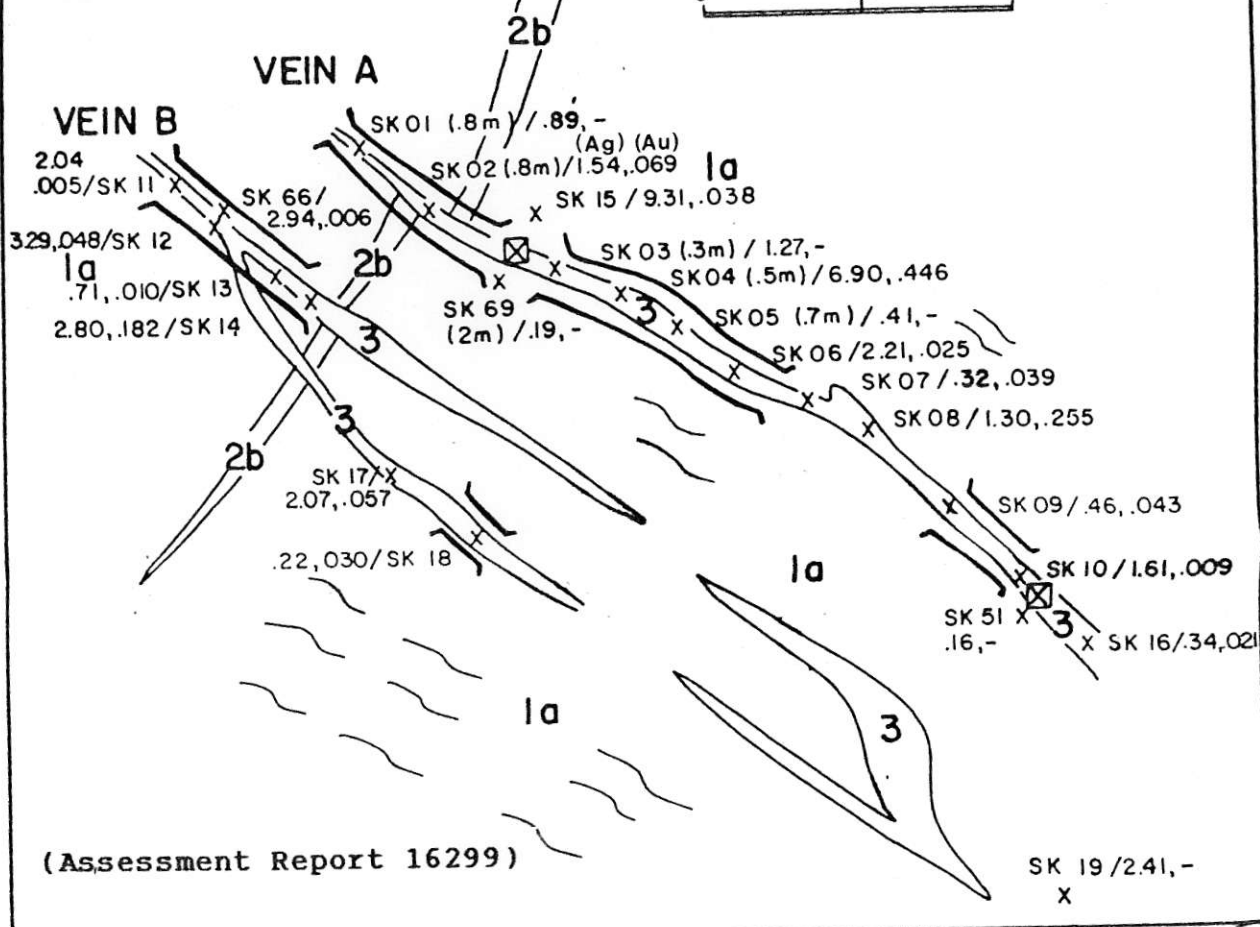 2b
VEIN A
VEIN B
SK 01 (.8m) / .89, -
(Ag) (Au)
SK 02 (.8m)/1.54,.069
1a
2.04
.005/SK 11
SK 66/
2.94,.006
SK 15 / 9.31, .038
329,.048/SK 12
1a
2b
SK 03 (.3m) / 1.27,-
SK 04 (.5m)/6.90, .446
.71, .010/SK 13
SK 69
(2m) /.19,-
3
2.80, .182/SK 14
3
SK 05 (.7m) / .41,-
SK 06/2.21,.025
SK 07/.32, .039
3
SK 08/1.30,.255
2b
SK 17/
2.07,.057
SK 09/.46, .043
.22,.030/SK 18
1a
SK 10/1.61,.009
SK 51
.16,-
3
SK 16/.34,.021
1a
3
(Assessment Report 16299)
SK 19/2.41,-